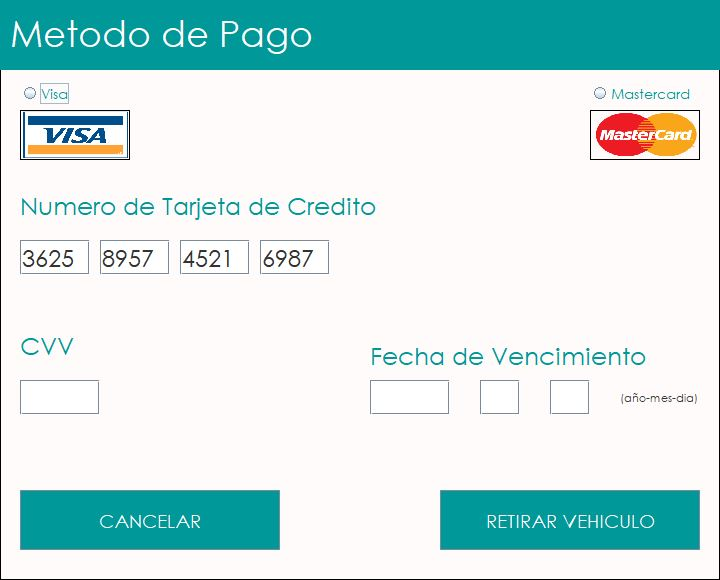 Metodo de Pago
Visa
Mastercard
VISA
MasterCard
Numero de Tarjeta de Credito
3625 8957 4521 6987
CVV
Fecha de Vencimiento
(año-mes-dia)
CANCELAR
RETIRAR VEHICULO